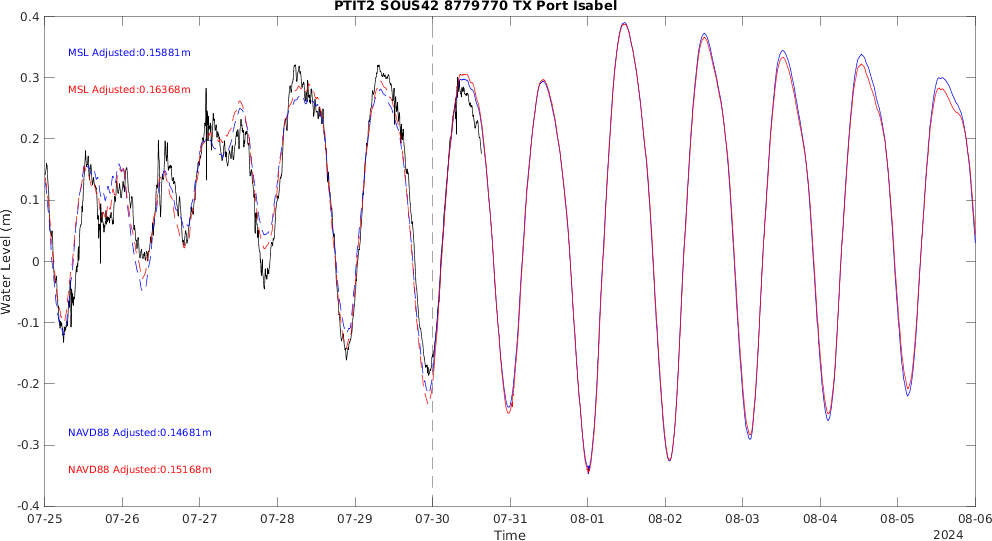 PTIT2 SOUS42 8779770 TX Port Isabel
0.4
MSL Adjusted:0.15881m
0.3
MSL Adjusted:0.16368m
0.2
0.1
Water Level (m)
0
-0.1
-0.2
NAVD88 Adjusted:0.14681m
-0.3
NAVD88 Adjusted:0.15168m
-0.4
07-25 07-26 07-27 07-28 07-29 07-30 07-31 08-01 08-02 08-03 08-04 08-05 08-06
Time
2024